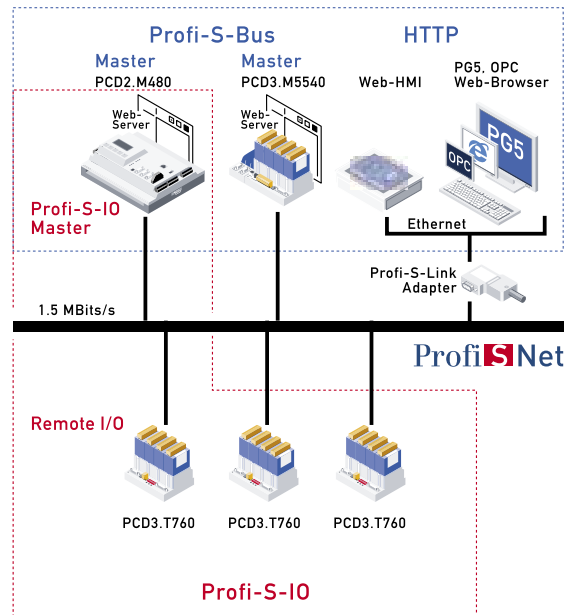 Profi-S-Bus
HTTP
Master
PCD2.M480
Master
PCD3.M5540
Web-HMI
PG5, OPC
Web-Browser
Web-
Server
Web-
Server
PG5
OPC
Profi-S-IO
Master
Ethernet
Profi-S-Link
Adapter
1.5 MBits/s
Profi S Net
Remote I/O
PCD3.T760
PCD3.T760
PCD3.T760
Profi-S-IO